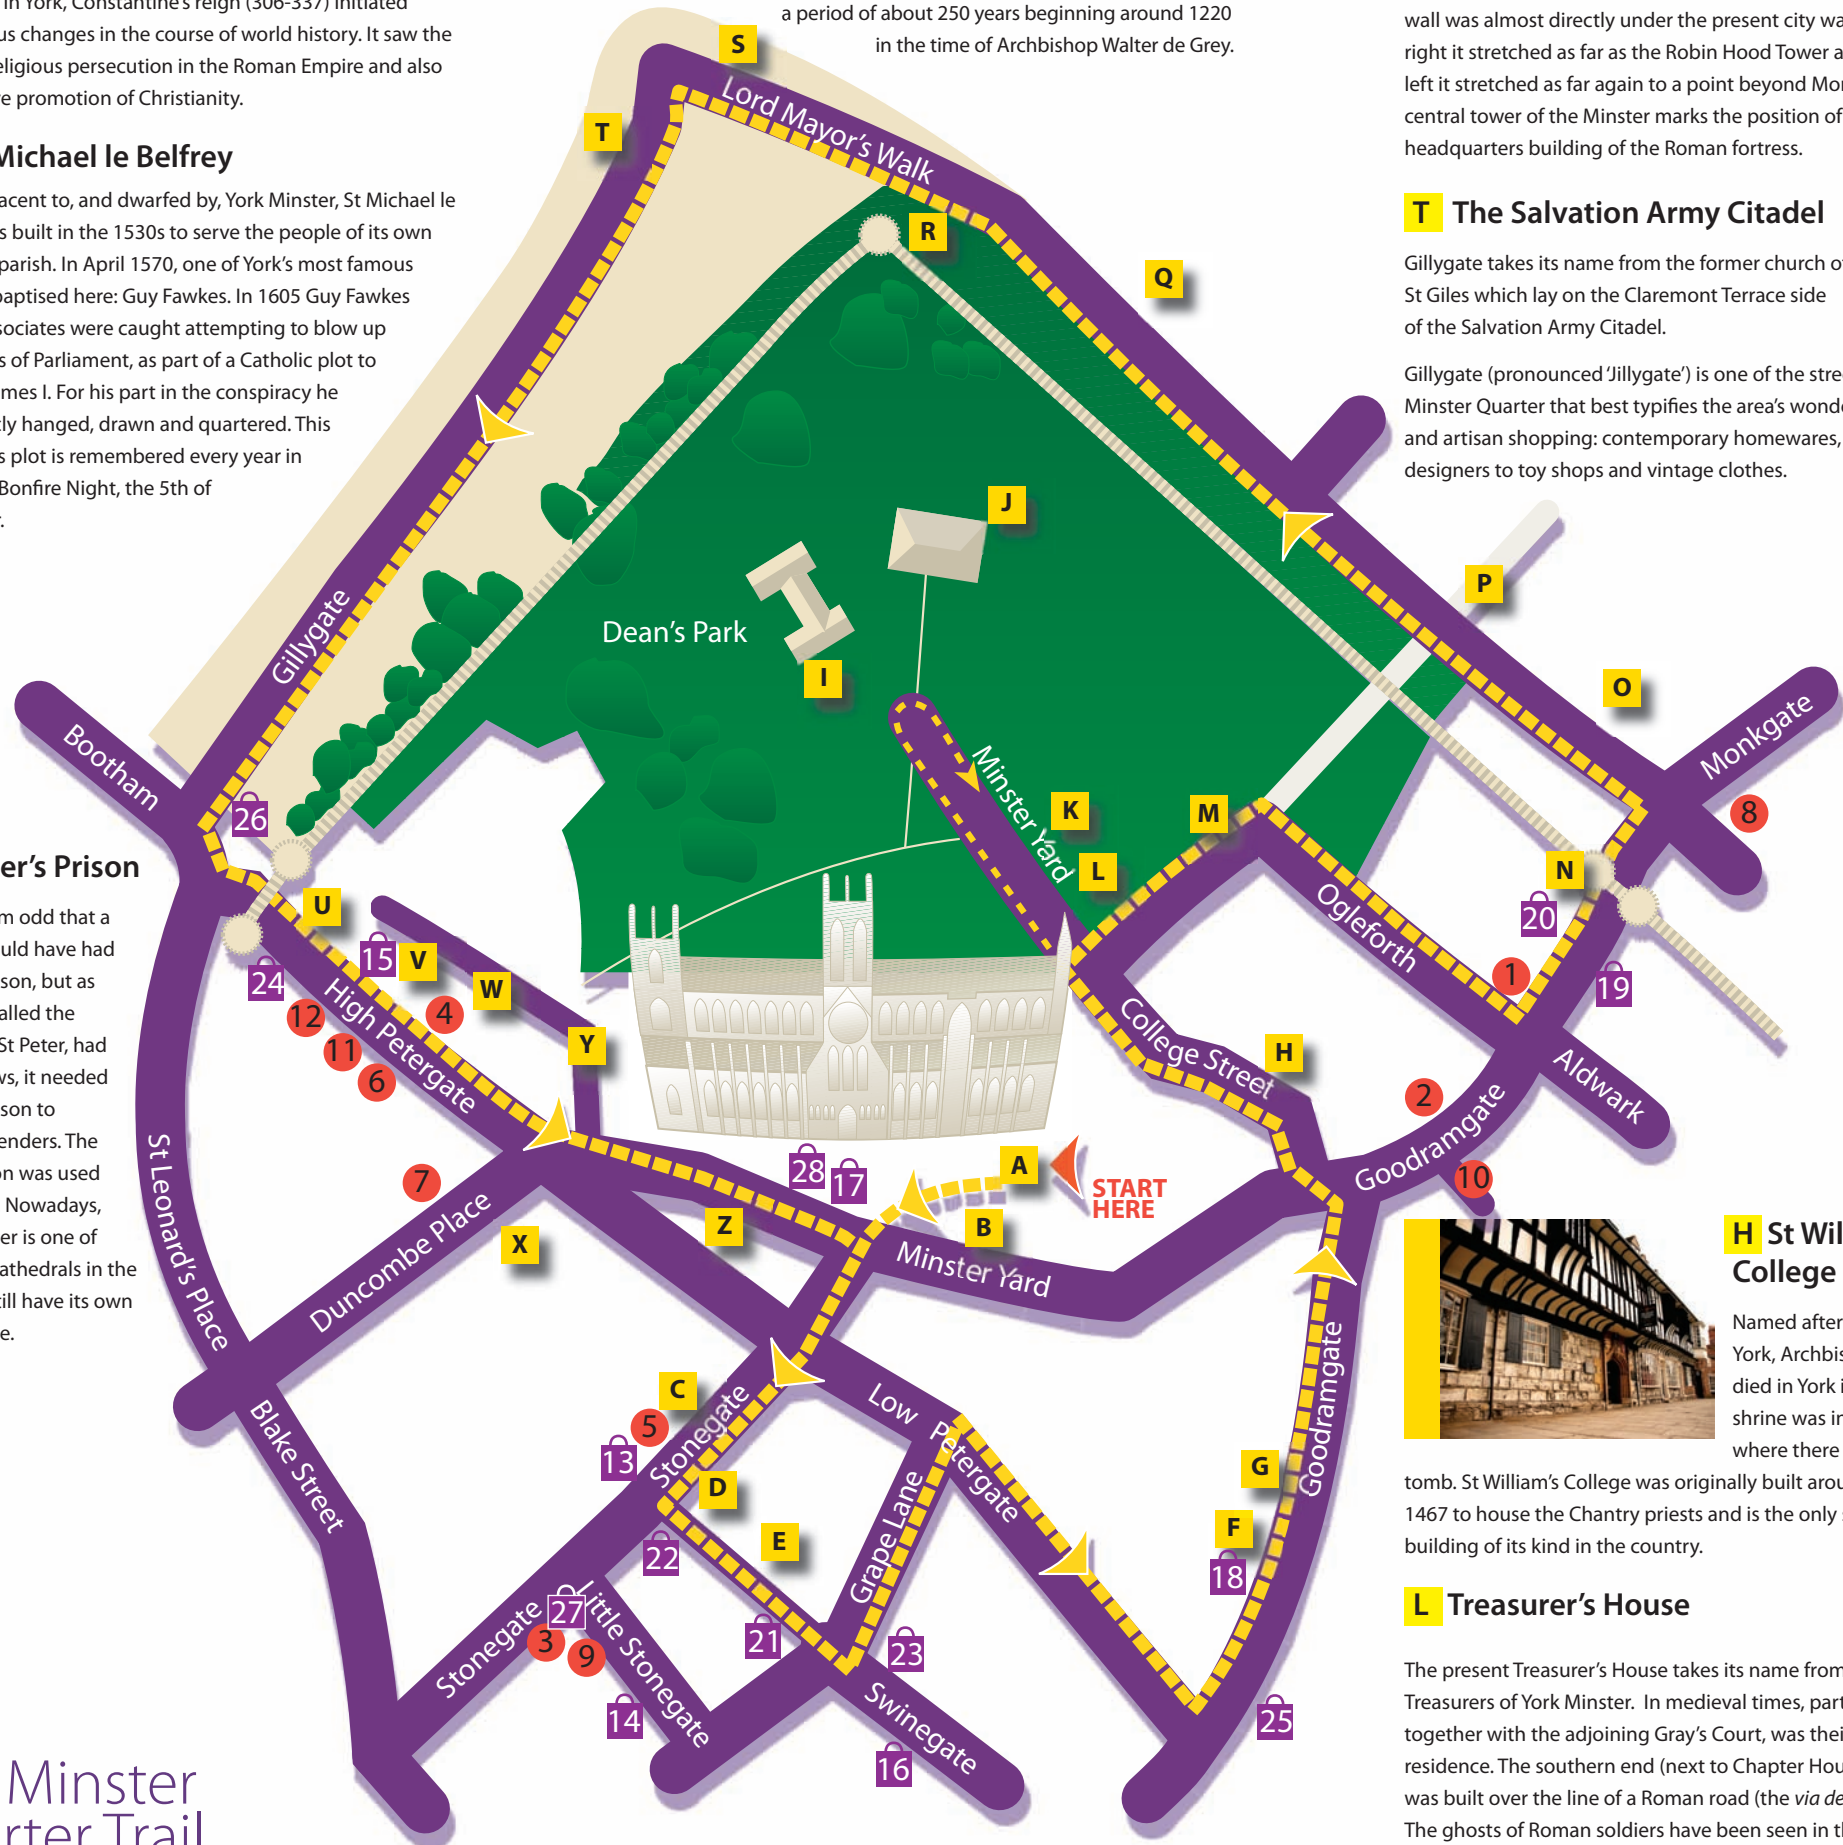 in York, Constantine's reign (306-337) initiated
us changes in the course of world history. It saw the
eligious persecution in the Roman Empire and also
e promotion of Christianity.
Michael le Belfrey
acent to, and dwarfed by, York Minster, St Michael le
s built in the 1530s to serve the people of its own
parish. In April 1570, one of York's most famous
baptised here: Guy Fawkes. In 1605 Guy Fawkes
sociates were caught attempting to blow up
s of Parliament, as part of a Catholic plot to
mes I. For his part in the conspiracy he
ly hanged, drawn and quartered. This
s plot is remembered every year in
Bonfire Night, the 5th of
r.
er's Prison
m odd that a
uld have had
son, but as
alled the
St Peter, had
ws, it needed
son to
enders. The
on was used
Nowadays,
er is one of
athedrals in the
till have its own
e.
Minster
rter Trail
a period of about 250 years beginning around 1220
in the time of Archbishop Walter de Grey.
wall was almost directly under the present city wa
right it stretched as far as the Robin Hood Tower a
left it stretched as far again to a point beyond Mo
central tower of the Minster marks the position of
headquarters building of the Roman fortress.
T The Salvation Army Citadel
Gillygate takes its name from the former church o
St Giles which lay on the Claremont Terrace side
of the Salvation Army Citadel.
Gillygate (pronounced 'Jillygate') is one of the stre
Minster Quarter that best typifies the area's wond
and artisan shopping: contemporary homewares,
designers to toy shops and vintage clothes.
S
Lord Mayor's Walk
T
R
Q
J
P
Dean's Park
I
O
Gillygate
Monkgate
Bootham
26
Minster Yard
K
M
8
L
N
U
20
Ogleforth
15
V
24
W
1
19
12
High Petergate
4
College Street
11
Y
H
6
Aldwark
2
Goodramgate
St Leonard's Place
28
17
A
START
HERE
7
10
Z
B
X
Duncombe Place
Minster Yard
H St Wil
College
Named after
York, Archbis
died in York i
shrine was in
where there
tomb. St William's College was originally built arou
1467 to house the Chantry priests and is the only s
building of its kind in the country.
C
5
Stonegate
Low Petergate
Goodramgate
Blake Street
13
G
D
F
E
22
Grape Lane
18
27
Stonegate
Little Stonegate
3
9
21
23
14
Swinegate
25
16
L Treasurer's House
The present Treasurer's House takes its name from
Treasurers of York Minster. In medieval times, part
together with the adjoining Gray's Court, was thei
residence. The southern end (next to Chapter Hou
was built over the line of a Roman road (the via de
The ghosts of Roman soldiers have been seen in th